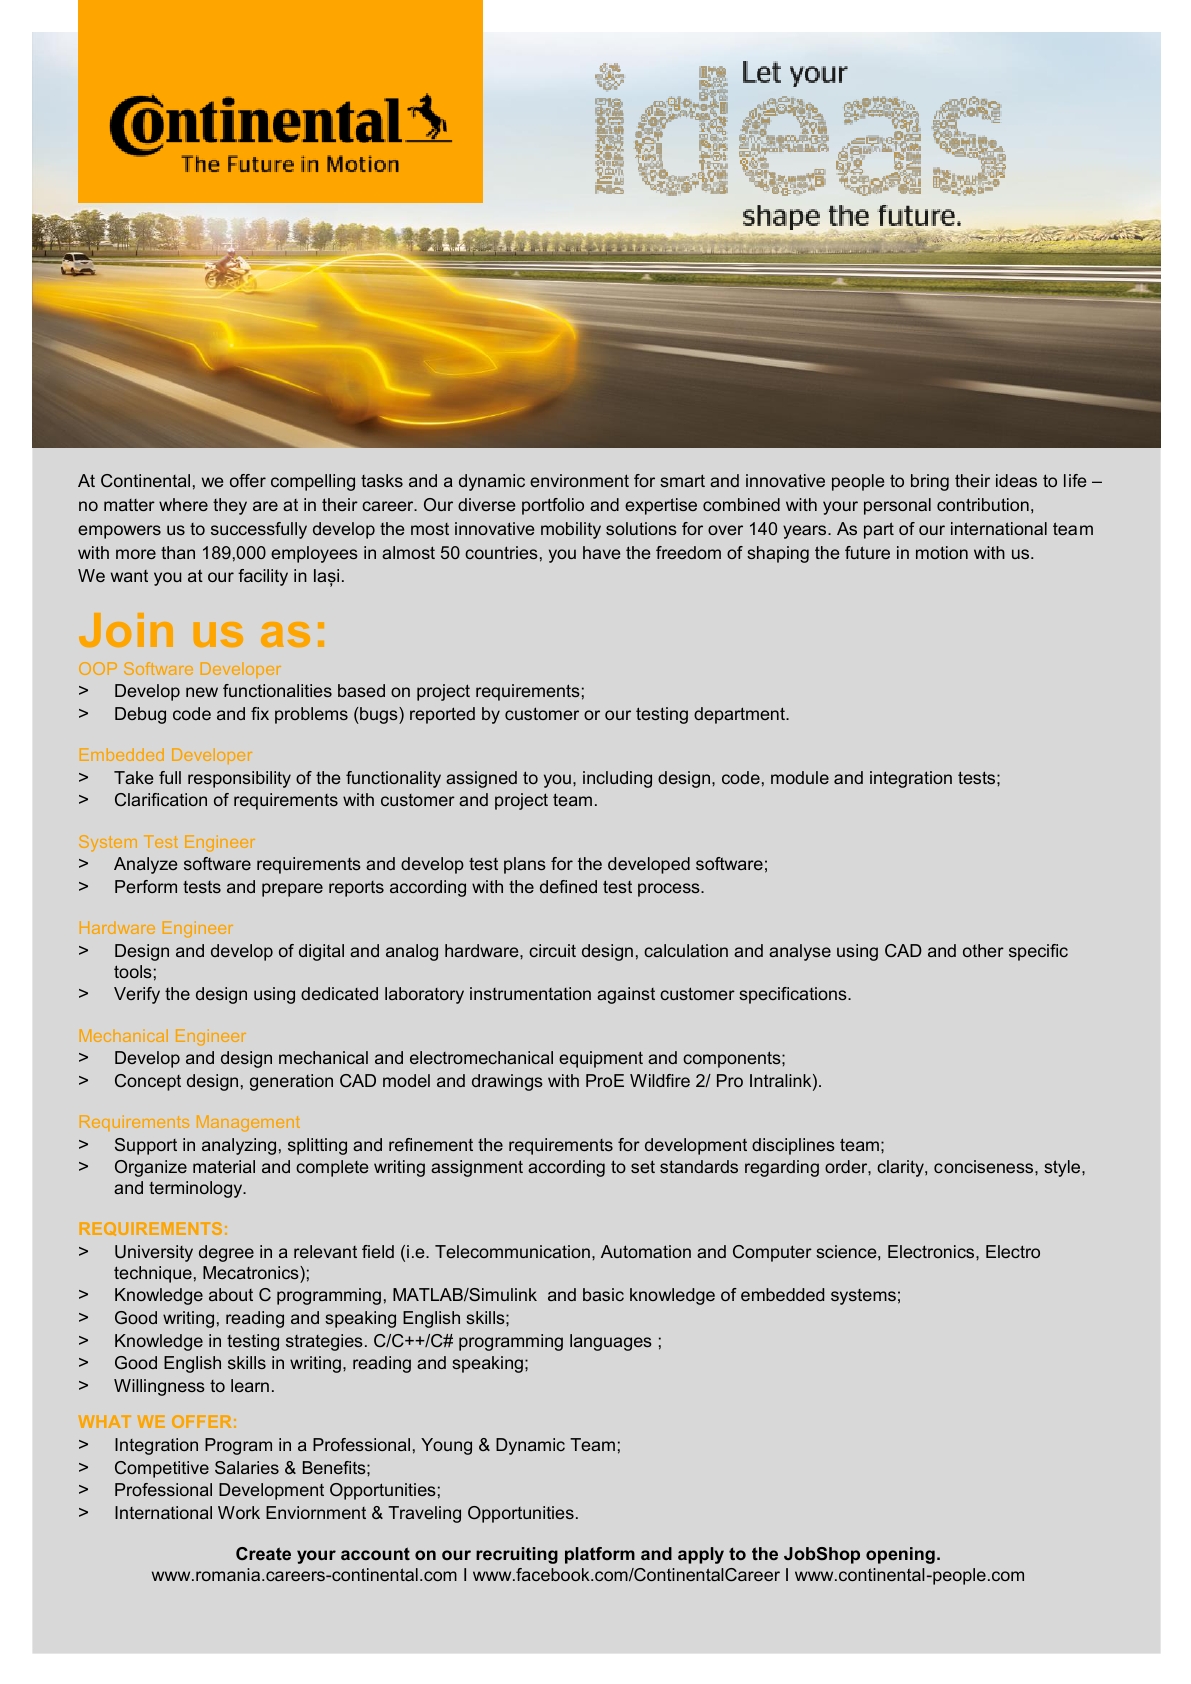 Continental
The Future in Motion
Let your
ideas
shape the future.
At Continental, we offer compelling tasks and a dynamic environment for smart and innovative people to bring their ideas to life –
no matter where they are at in their career. Our diverse portfolio and expertise combined with your personal contribution,
empowers us to successfully develop the most innovative mobility solutions for over 140 years. As part of our international team
with more than 189,000 employees in almost 50 countries, you have the freedom of shaping the future in motion with us.
We want you at our facility in Iași.
Join us as:
OOP Software Developer
> Develop new functionalities based on project requirements;
> Debug code and fix problems (bugs) reported by customer or our testing department.
Embedded Developer
> Take full responsibility of the functionality assigned to you, including design, code, module and integration tests;
> Clarification of requirements with customer and project team.
System Test Engineer
> Analyze software requirements and develop test plans for the developed software;
> Perform tests and prepare reports according with the defined test process.
Hardware Engineer
> Design and develop of digital and analog hardware, circuit design, calculation and analyse using CAD and other specific
tools;
> Verify the design using dedicated laboratory instrumentation against customer specifications.
Mechanical Engineer
> Develop and design mechanical and electromechanical equipment and components;
> Concept design, generation CAD model and drawings with ProE Wildfire 2/ Pro Intralink).
Requirements Management
> Support in analyzing, splitting and refinement the requirements for development disciplines team;
> Organize material and complete writing assignment according to set standards regarding order, clarity, conciseness, style,
and terminology.
REQUIREMENTS:
> University degree in a relevant field (i.e. Telecommunication, Automation and Computer science, Electronics, Electro
technique, Mecatronics);
> Knowledge about C programming, MATLAB/Simulink and basic knowledge of embedded systems;
> Good writing, reading and speaking English skills;
> Knowledge in testing strategies. C/C++/C# programming languages ;
> Good English skills in writing, reading and speaking;
> Willingness to learn.
WHAT WE OFFER:
> Integration Program in a Professional, Young & Dynamic Team;
> Competitive Salaries & Benefits;
> Professional Development Opportunities;
> International Work Enviornment & Traveling Opportunities.
Create your account on our recruiting platform and apply to the JobShop opening.
www.romania.careers-continental.com I www.facebook.com/ContinentalCareer I www.continental-people.com